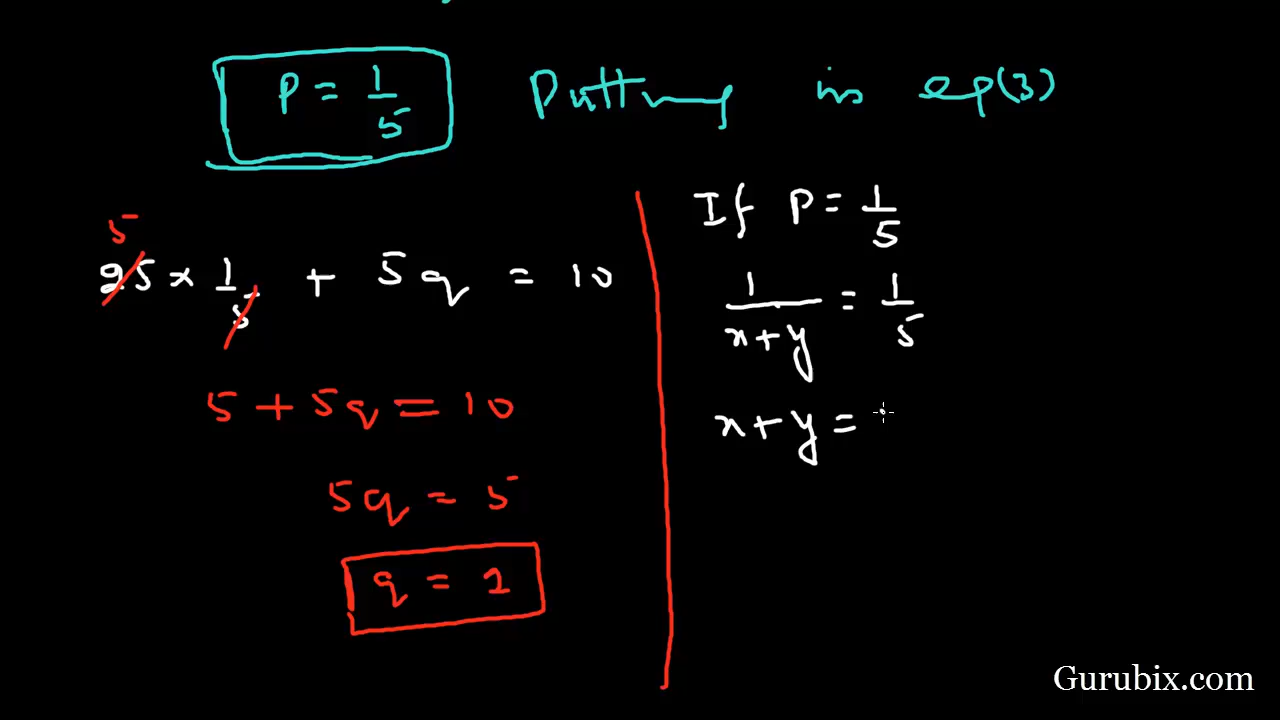 P = 1/5 Putting in eq(3)
5
25 × 1/5 + 5q = 10
5 + 5q = 10
5q = 5
q = 1
If P = 1/5
1/(x+y) = 1/5
x+y =
Gurubix.com